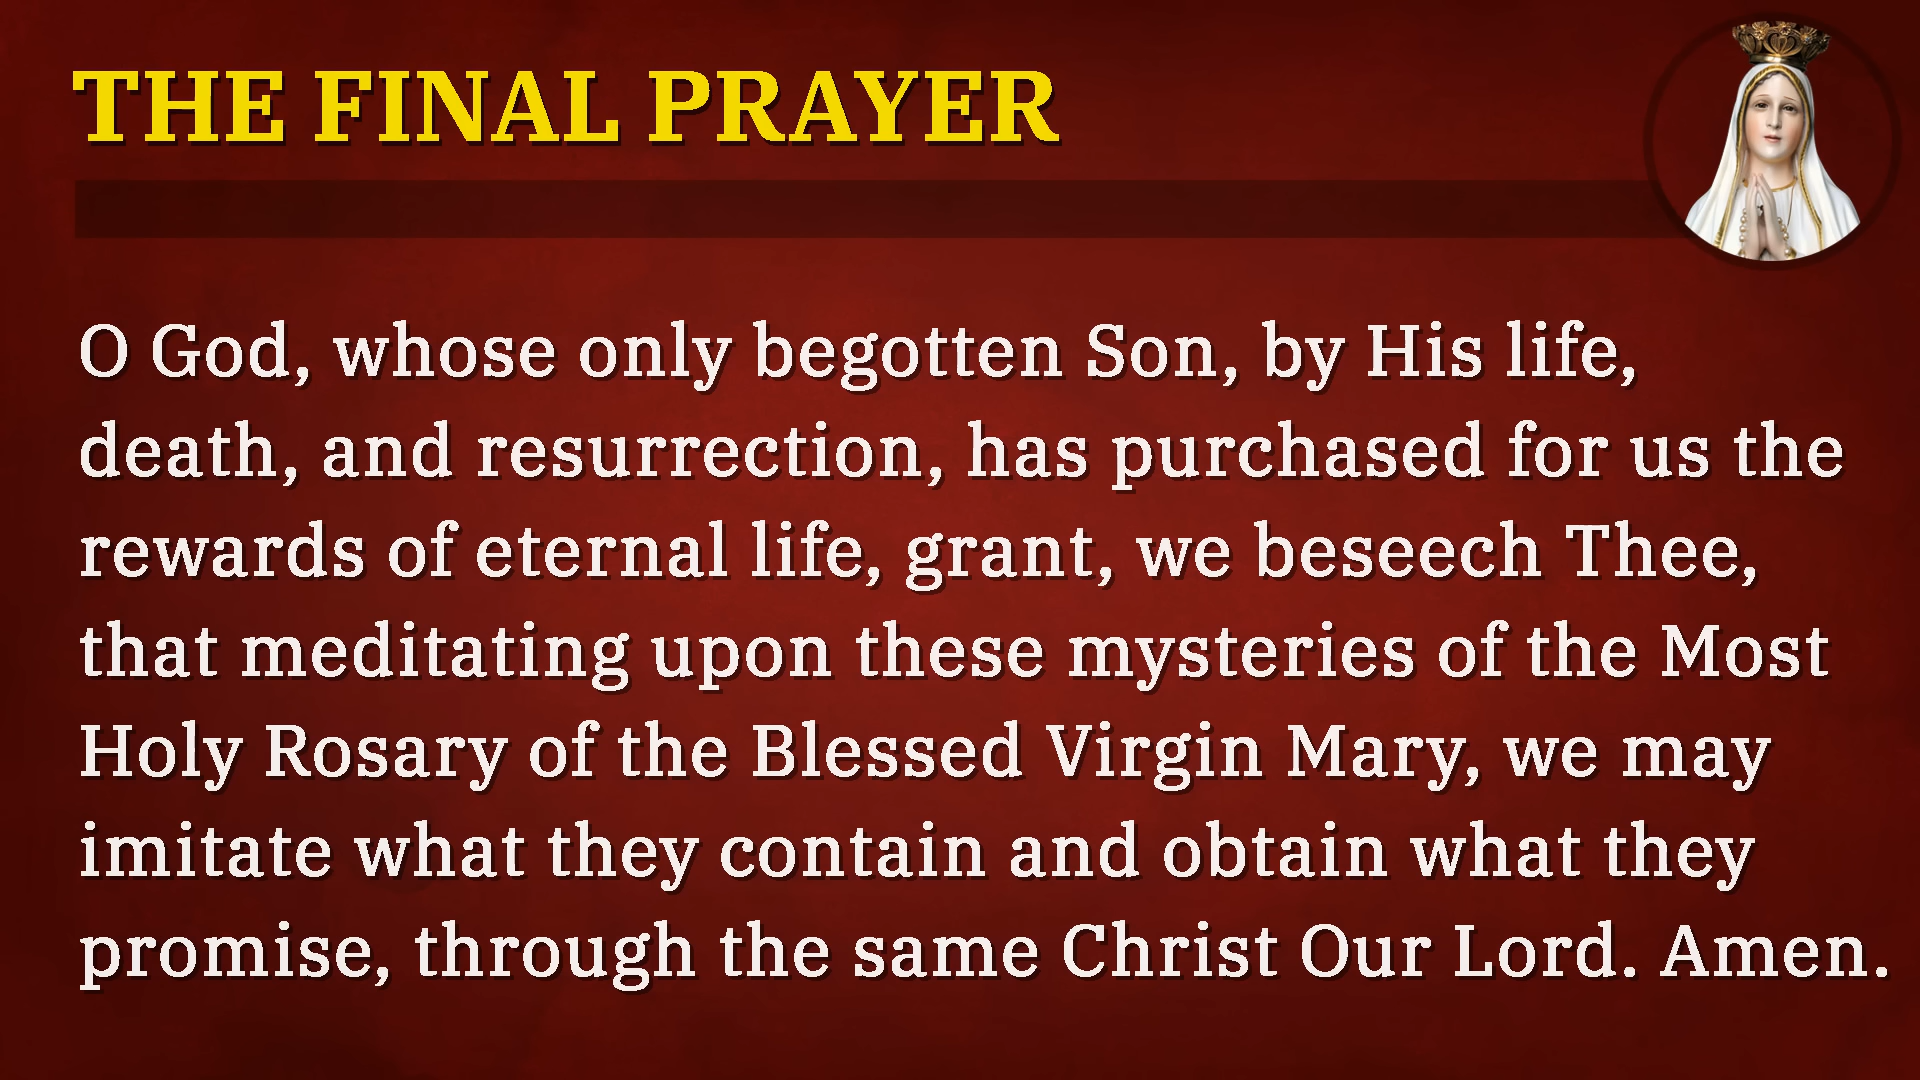 THE FINAL PRAYER
O God, whose only begotten Son, by His life,
death, and resurrection, has purchased for us the
rewards of eternal life, grant, we beseech Thee,
that meditating upon these mysteries of the Most
Holy Rosary of the Blessed Virgin Mary, we may
imitate what they contain and obtain what they
promise, through the same Christ Our Lord. Amen.